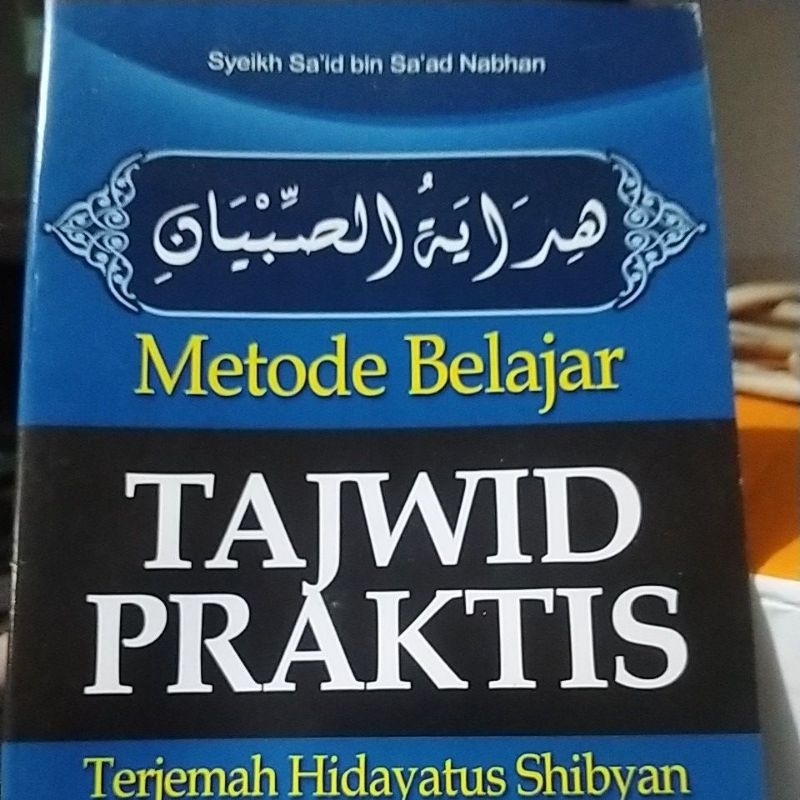 Syeikh Sa'id bin Sa'ad Nabhan
هِدَايَةُ الصِّبْيَانِ
Metode Belajar
TAJWID
PRAKTIS
Terjemah Hidayatus Shibyan